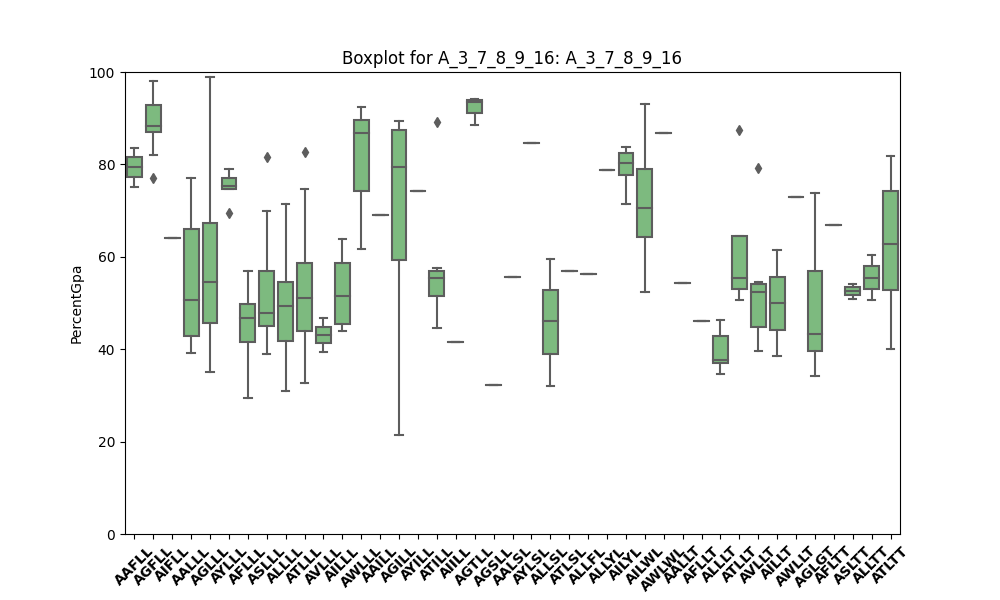 Boxplot for A_3_7_8_9_16: A_3_7_8_9_16
PercentGpa
100
80
60
40
20
0
AAFLL
AGFLL
AIFLL
AALLL
AGLLL
AYLLL
AFLLL
ASLLL
ALLLL
ATLLL
AVLLL
AILLL
AWLLL
AAILL
AGILL
AYILL
ATILL
AIILL
AGTLL
AGSLL
AALSL
AYLSL
ALLSL
ATLSL
ALLFL
ALLYL
AILYL
AILWL
AWLWL
AALLT
AFLLT
ALLLT
ATLLT
AVLLT
AILLT
AWLLT
AGLGT
AFLTT
ASLTT
ALLTT
ATLTT